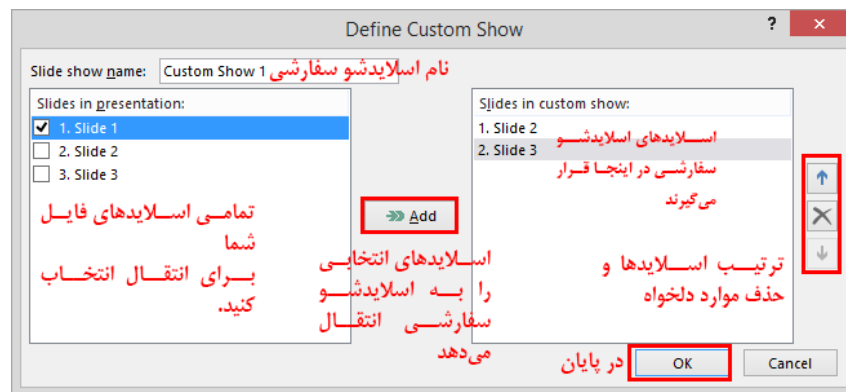 Define Custom Show
?
Slide show name: Custom Show 1
نام اسلایدشو سفارشی
Slides in presentation:
1. Slide 1
2. Slide 2
3. Slide 3
تمامی اسلایدهای فایل
شما
برای انتقال انتخاب
کنید.
Add
اسلایدهای انتخابی
را به اسلایدشو
سفارشی انتقال
می‌دهد
Slides in custom show:
1. Slide 2
2. Slide 3
اسلایدهای اسلایدشو
سفارشی در اینجا قرار
می‌گیرند
ترتیب اسلایدها و
حذف موارد دلخواه
در پایان
OK
Cancel